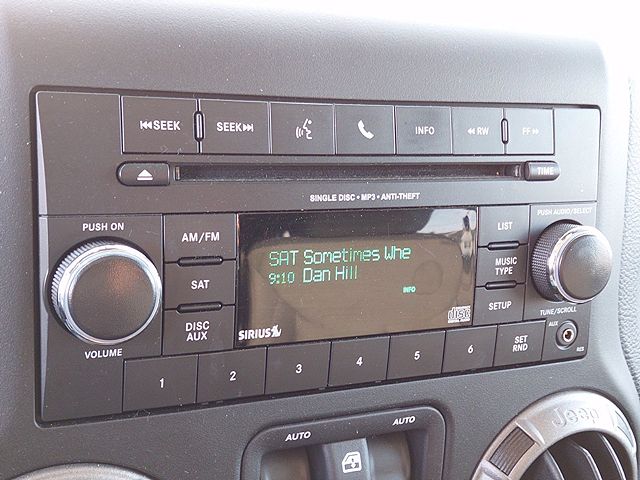 SEEK
SEEK
INFO
RW
FF
TIME
SINGLE DISC • MP3 • ANTI-THEFT
PUSH ON
VOLUME
AM/FM
SAT
DISC
AUX
SAT Sometimes Whe
9:10 Dan Hill
INFO
SIRIUS
disc
LIST
MUSIC
TYPE
SETUP
PUSH AUDIO/SELECT
TUNE/SCROLL
AUX
RES
1
2
3
4
5
6
SET
RND
AUTO
AUTO
Jeep